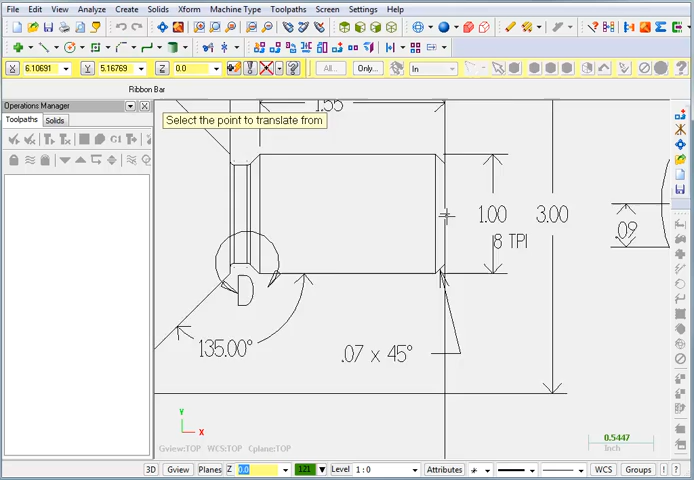 File Edit View Analyze Create Solids Xform Machine Type Toolpaths Screen Settings Help
X 6.10691 Y 5.16769 Z 0.0 All... Only... In
Ribbon Bar
Operations Manager
Toolpaths Solids
G1
Select the point to translate from
1.55
1.00 3.00
8 TPI
.09
D
135.00°
.07 x 45°
Y
X
Gview:TOP WCS:TOP Cplane:TOP
0.5447
Inch
3D Gview Planes Z 0.0 121 Level 1 : 0 Attributes WCS Groups ! ?